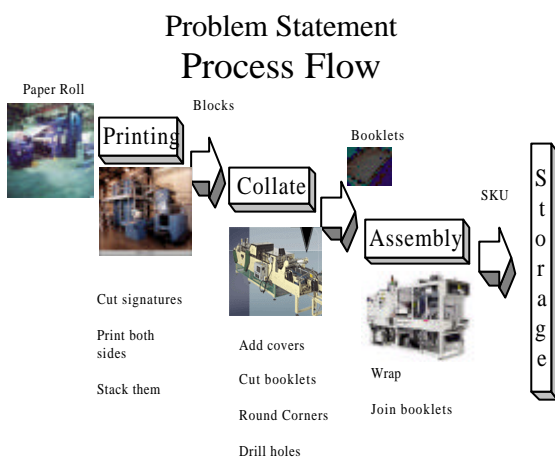 Problem Statement
Process Flow
Paper Roll
Printing
Blocks
Collate
Booklets
Assembly
SKU
Storage
Cut signatures
Print both
sides
Stack them
Add covers
Cut booklets
Round Corners
Drill holes
Wrap
Join booklets